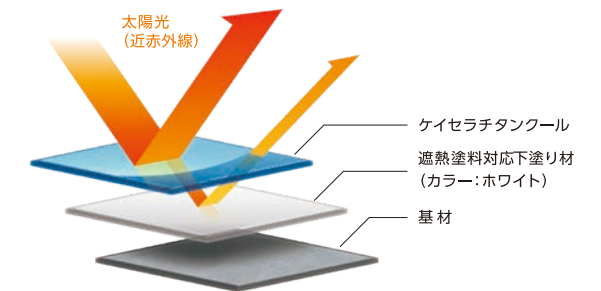 太陽光
（近赤外線）
ケイセラチタンクール
遮熱塗料対応下塗り材
（カラー：ホワイト）
基材